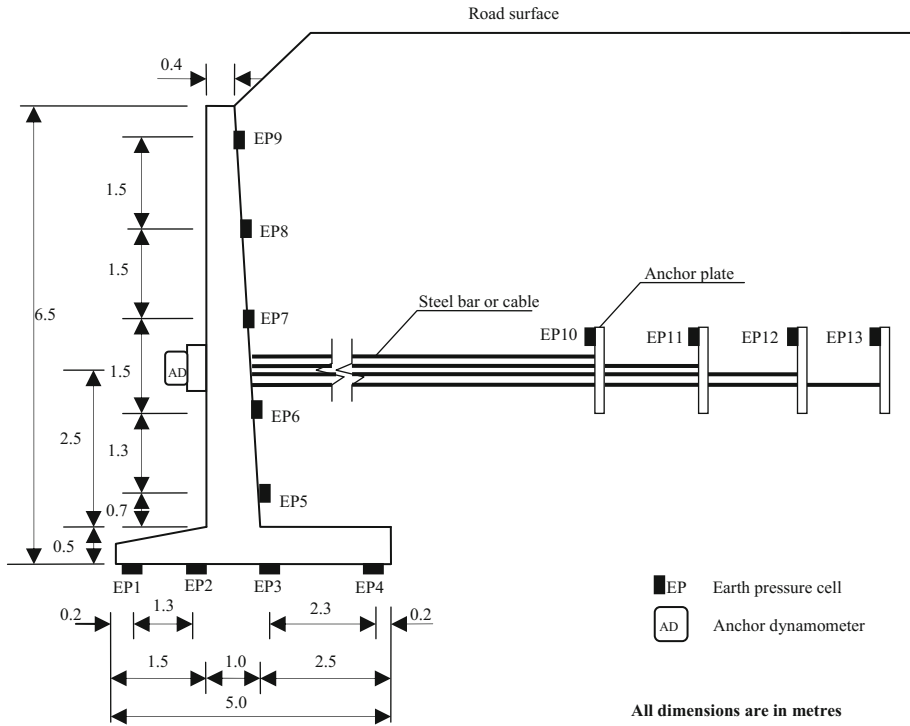 Road surface
0.4
EP9
1.5
EP8
1.5
Anchor plate
Steel bar or cable
6.5
EP7
EP10
EP11
EP12
EP13
AD
1.5
EP6
2.5
1.3
EP5
0.7
0.5
EP1
EP2
EP3
EP4
EP
Earth pressure cell
0.2
1.3
2.3
0.2
AD
Anchor dynamometer
1.5
1.0
2.5
5.0
All dimensions are in metres